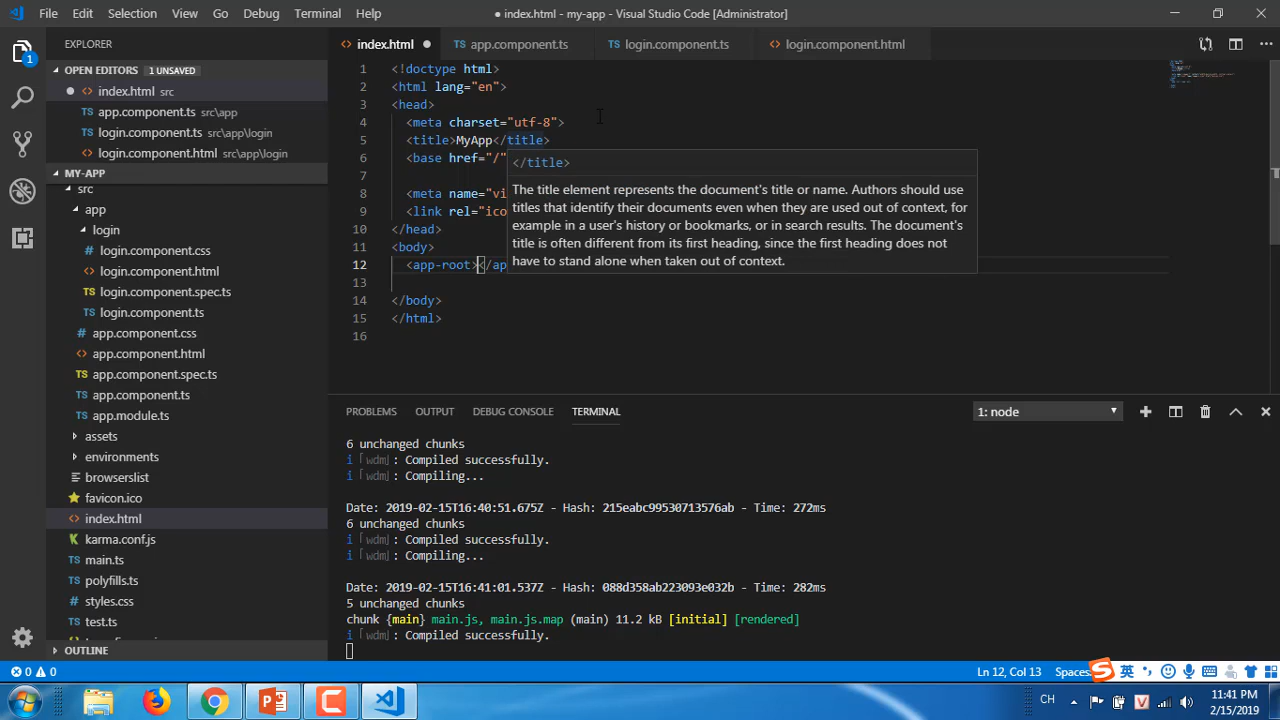 File Edit Selection View Go Debug Terminal Help
● index.html - my-app - Visual Studio Code [Administrator]
EXPLORER
<> index.html ●
TS app.component.ts
TS login.component.ts
<> login.component.html
OPEN EDITORS 1 UNSAVED
● <> index.html src
TS app.component.ts src\app
TS login.component.ts src\app\login
<> login.component.html src\app\login
MY-APP
src
app
login
# login.component.css
<> login.component.html
TS login.component.spec.ts
TS login.component.ts
# app.component.css
<> app.component.html
TS app.component.spec.ts
TS app.component.ts
TS app.module.ts
assets
environments
browserslist
favicon.ico
<> index.html
karma.conf.js
TS main.ts
TS polyfills.ts
# styles.css
TS test.ts
OUTLINE
1 <!doctype html>
2 <html lang="en">
3 <head>
4 <meta charset="utf-8">
5 <title>MyApp</title>
6 <base href="/"
7
8 <meta name="vi
9 <link rel="ico
10 </head>
11 <body>
12 <app-root></ap
13
14 </body>
15 </html>
16
</title>
The title element represents the document's title or name. Authors should use
titles that identify their documents even when they are used out of context, for
example in a user's history or bookmarks, or in search results. The document's
title is often different from its first heading, since the first heading does not
have to stand alone when taken out of context.
PROBLEMS OUTPUT DEBUG CONSOLE TERMINAL
1: node
6 unchanged chunks
i ｢wdm｣: Compiled successfully.
i ｢wdm｣: Compiling...
Date: 2019-02-15T16:40:51.675Z - Hash: 215eabc99530713576ab - Time: 272ms
6 unchanged chunks
i ｢wdm｣: Compiled successfully.
i ｢wdm｣: Compiling...
Date: 2019-02-15T16:41:01.537Z - Hash: 088d358ab223093e032b - Time: 282ms
5 unchanged chunks
chunk {main} main.js, main.js.map (main) 11.2 kB [initial] [rendered]
i ｢wdm｣: Compiled successfully.
0 0
Ln 12, Col 13 Spaces:
英
CH
11:41 PM
2/15/2019